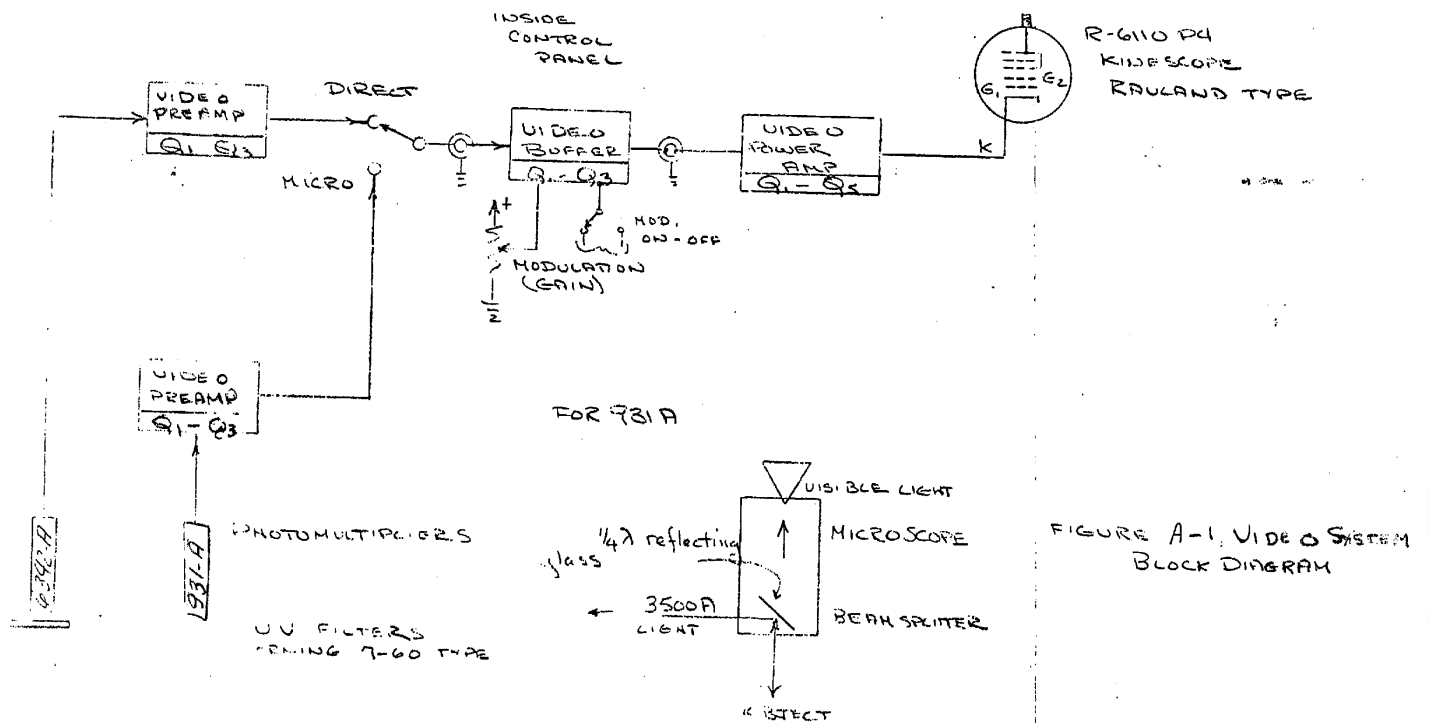 INSIDE
CONTROL
PANEL
R-6110 P4
KINESCOPE
RAULAND TYPE
G1
G2
K
VIDEO
PREAMP
DIRECT
VIDEO
BUFFER
Q1-Q3
VIDEO
POWER
AMP
Q1-Q5
MICRO
+
MOD.
ON-OFF
MODULATION
(GAIN)
VIDEO
PREAMP
Q1-Q3
FOR 931A
VISIBLE LIGHT
6342-A
931-A
PHOTOMULTIPLIERS
1/4λ reflecting
glass
MICROSCOPE
FIGURE A-1. VIDEO SYSTEM
BLOCK DIAGRAM
3500A
LIGHT
BEAM SPLITTER
UV FILTERS
7-60 TYPE